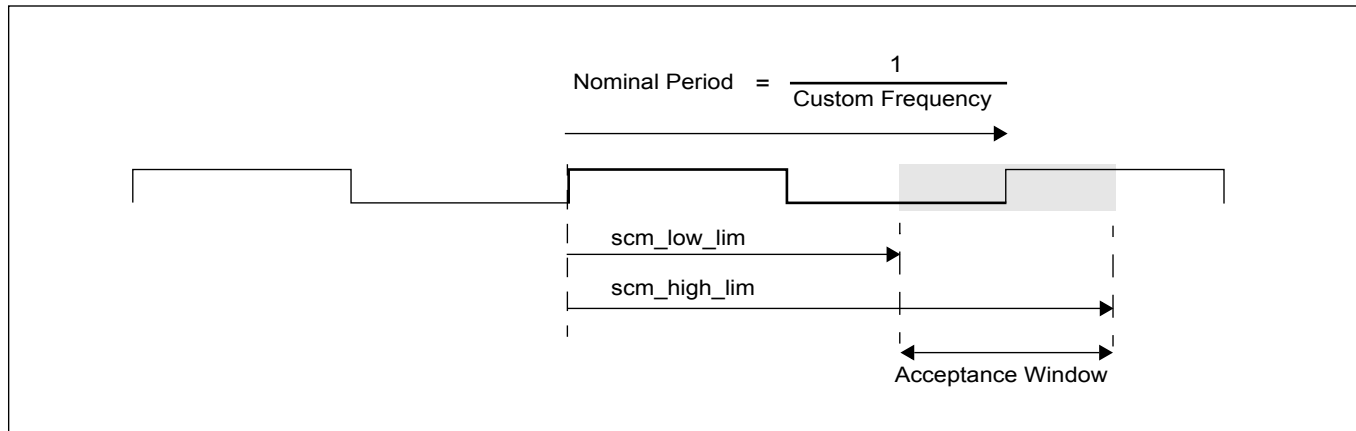 1
Nominal Period =
Custom Frequency
scm_low_lim
scm_high_lim
Acceptance Window